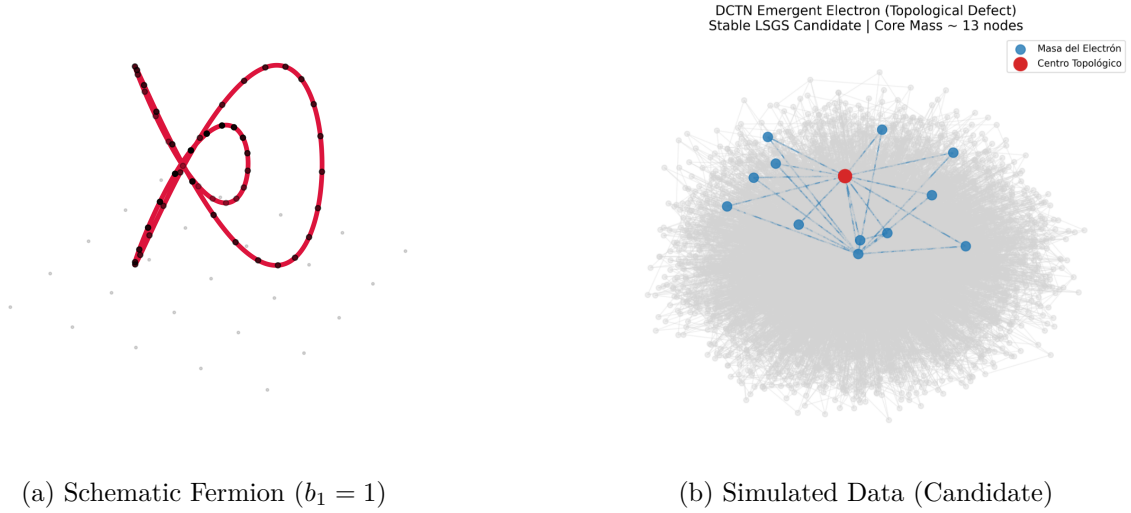 DCTN Emergent Electron (Topological Defect)
Stable LSGS Candidate | Core Mass ~ 13 nodes
Masa del Electrón
Centro Topológico
(a) Schematic Fermion (b₁ = 1)
(b) Simulated Data (Candidate)